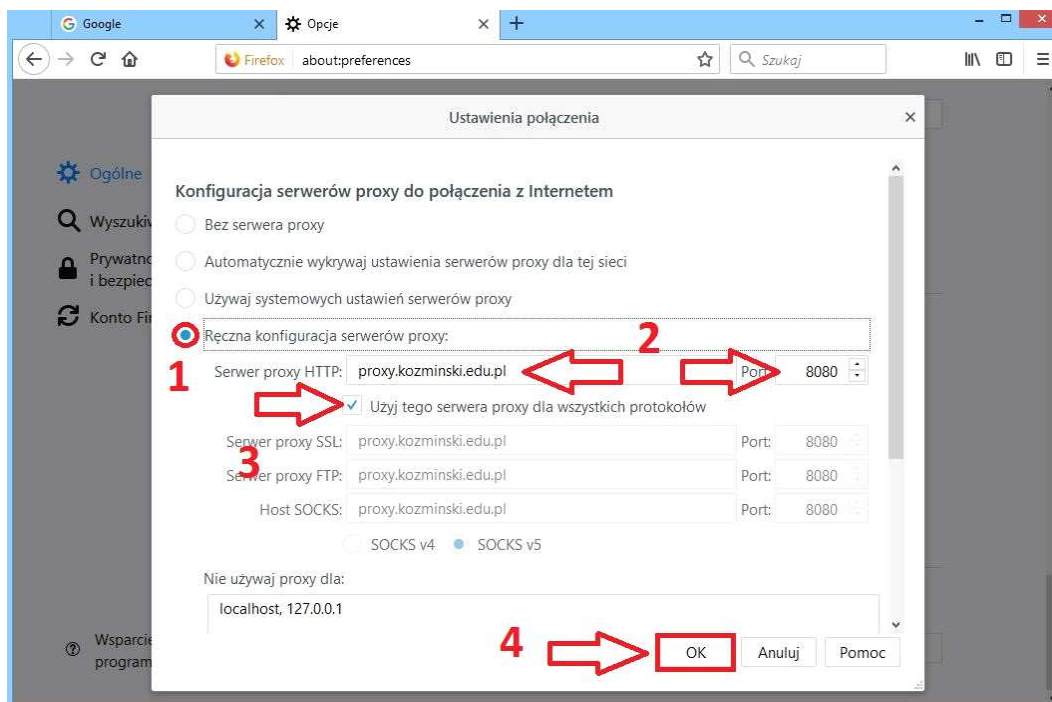 Google
Opcje
Firefox about:preferences
Szukaj
Ustawienia połączenia
Ogólne
Konfiguracja serwerów proxy do połączenia z Internetem
Wyszukiw
Bez serwera proxy
Prywatno
i bezpiec
Automatycznie wykrywaj ustawienia serwerów proxy dla tej sieci
Używaj systemowych ustawień serwerów proxy
Konto Fir
Ręczna konfiguracja serwerów proxy:
1
2
Serwer proxy HTTP: proxy.kozminski.edu.pl Port: 8080
Użyj tego serwera proxy dla wszystkich protokołów
3
Serwer proxy SSL: proxy.kozminski.edu.pl Port: 8080
Serwer proxy FTP: proxy.kozminski.edu.pl Port: 8080
Host SOCKS: proxy.kozminski.edu.pl Port: 8080
SOCKS v4 SOCKS v5
Nie używaj proxy dla:
localhost, 127.0.0.1
Wsparcie
program
4
OK Anuluj Pomoc